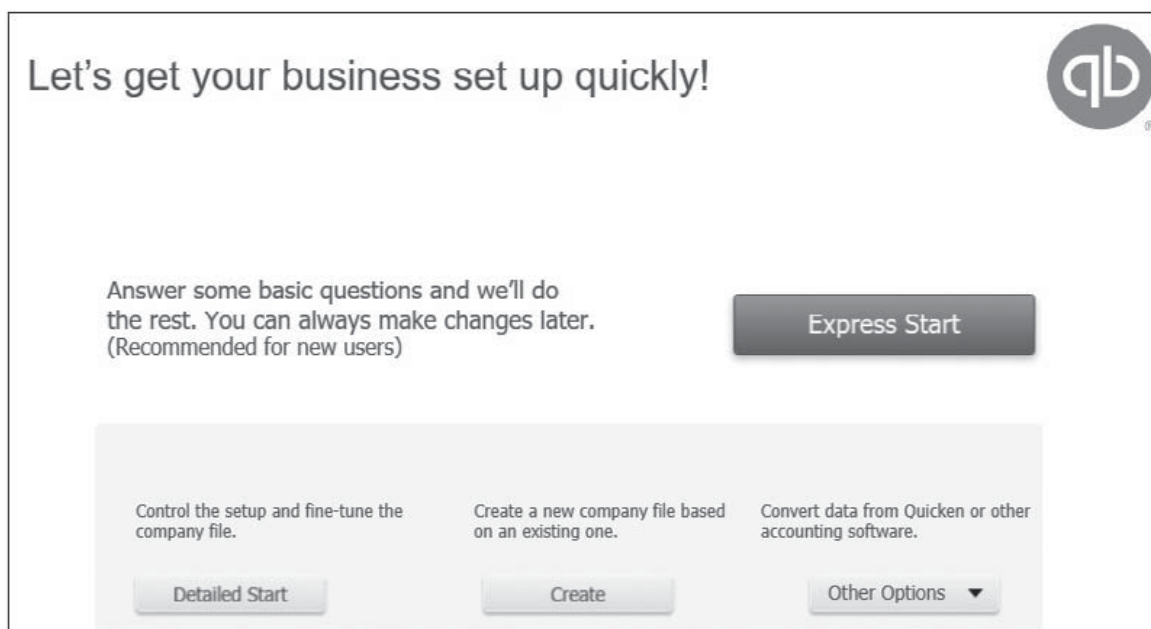 Let's get your business set up quickly!
qb
®
Answer some basic questions and we'll do
the rest. You can always make changes later.
(Recommended for new users)
Express Start
Control the setup and fine-tune the
company file.
Detailed Start
Create a new company file based
on an existing one.
Create
Convert data from Quicken or other
accounting software.
Other Options